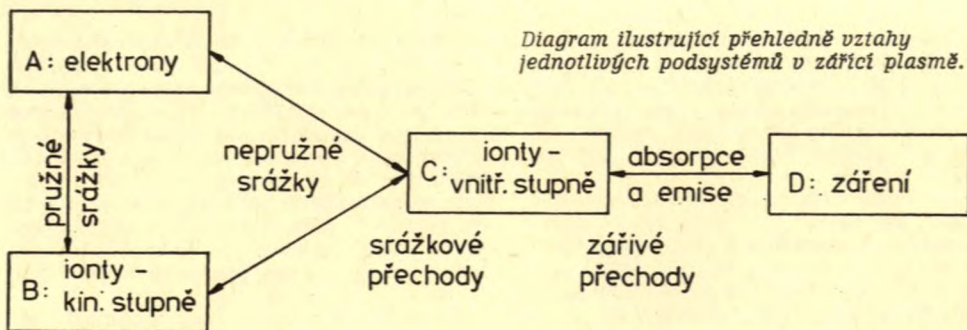 A: elektrony
Diagram ilustrující přehledně vztahy
jednotlivých podsystémů v zářící plasmě.
pružné
srážky
nepružné
srážky
C: ionty -
vnitř. stupně
absorpce
a emise
D: záření
srážkové
přechody
zářivé
přechody
B: ionty -
kin. stupně